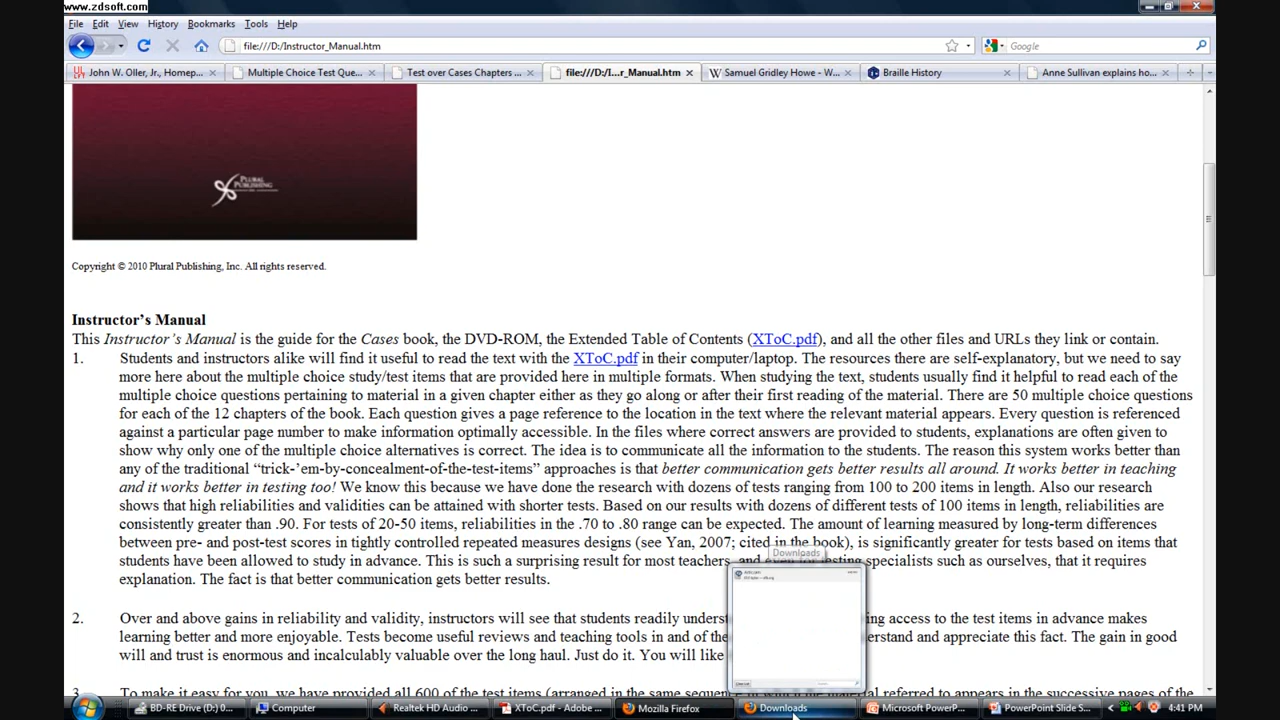 www.zdsoft.com
File Edit View History Bookmarks Tools Help
file:///D:/Instructor_Manual.htm
Google
John W. Oller, Jr., Homep...
Multiple Choice Test Que...
Test over Cases Chapters ...
file:///D:/I...r_Manual.htm
Samuel Gridley Howe - W...
Braille History
Anne Sullivan explains ho...
PLURAL
PUBLISHING
Copyright © 2010 Plural Publishing, Inc. All rights reserved.
Instructor's Manual
This Instructor's Manual is the guide for the Cases book, the DVD-ROM, the Extended Table of Contents (XToC.pdf), and all the other files and URLs they link or contain.
1. Students and instructors alike will find it useful to read the text with the XToC.pdf in their computer/laptop. The resources there are self-explanatory, but we need to say
more here about the multiple choice study/test items that are provided here in multiple formats. When studying the text, students usually find it helpful to read each of the
multiple choice questions pertaining to material in a given chapter either as they go along or after their first reading of the material. There are 50 multiple choice questions
for each of the 12 chapters of the book. Each question gives a page reference to the location in the text where the relevant material appears. Every question is referenced
against a particular page number to make information optimally accessible. In the files where correct answers are provided to students, explanations are often given to
show why only one of the multiple choice alternatives is correct. The idea is to communicate all the information to the students. The reason this system works better than
any of the traditional “trick-’em-by-concealment-of-the-test-items” approaches is that better communication gets better results all around. It works better in teaching
and it works better in testing too! We know this because we have done the research with dozens of tests ranging from 100 to 200 items in length. Also our research
shows that high reliabilities and validities can be attained with shorter tests. Based on our results with dozens of different tests of 100 items in length, reliabilities are
consistently greater than .90. For tests of 20-50 items, reliabilities in the .70 to .80 range can be expected. The amount of learning measured by long-term differences
between pre- and post-test scores in tightly controlled repeated measures designs (see Yan, 2007; cited in the book), is significantly greater for tests based on items that
Downloads
students have been allowed to study in advance. This is such a surprising result for most teachers, and even for testing specialists such as ourselves, that it requires
explanation. The fact is that better communication gets better results.
2. Over and above gains in reliability and validity, instructors will see that students readily underst ing access to the test items in advance makes
learning better and more enjoyable. Tests become useful reviews and teaching tools in and of the erstand and appreciate this fact. The gain in good
will and trust is enormous and incalculably valuable over the long haul. Just do it. You will like
3. To make it easy for you, we have provided all 600 of the test items (arranged in the same sequence material referred to appears in the successive pages of the
BD-RE Drive (D:) 0...
Computer
Realtek HD Audio ...
XToC.pdf - Adobe ...
Mozilla Firefox
Downloads
Microsoft PowerP...
PowerPoint Slide S...
4:41 PM